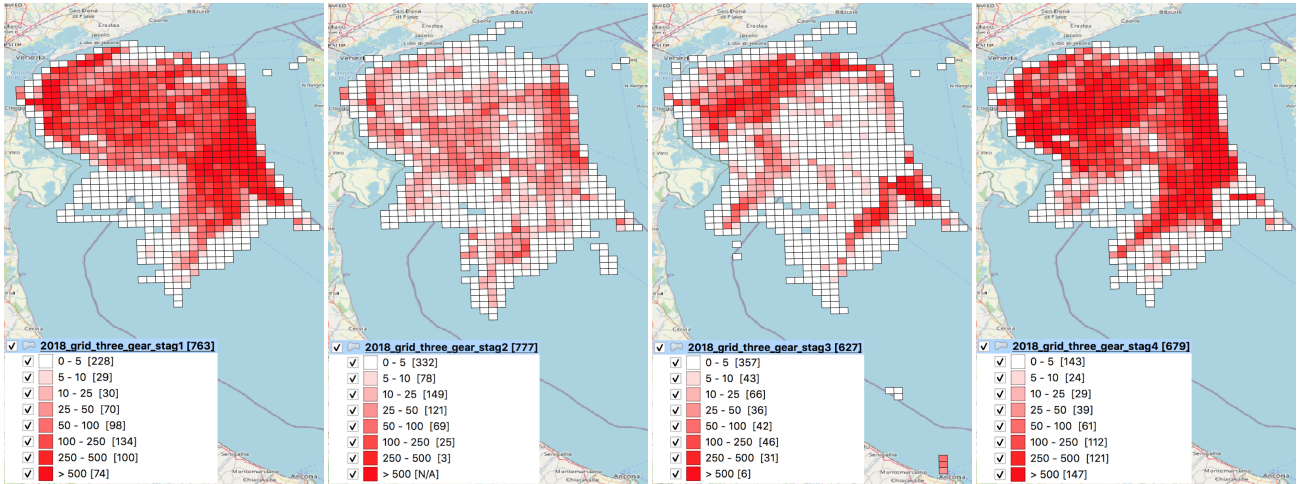 Venezia
Chioggia
Cervia
Senigallia
Ancona
2018_grid_three_gear_stag1 [763]
0 - 5 [228]
5 - 10 [29]
10 - 25 [30]
25 - 50 [70]
50 - 100 [98]
100 - 250 [134]
250 - 500 [100]
> 500 [74]
2018_grid_three_gear_stag2 [777]
0 - 5 [332]
5 - 10 [78]
10 - 25 [149]
25 - 50 [121]
50 - 100 [69]
100 - 250 [25]
250 - 500 [3]
> 500 [N/A]
2018_grid_three_gear_stag3 [627]
0 - 5 [357]
5 - 10 [43]
10 - 25 [66]
25 - 50 [36]
50 - 100 [42]
100 - 250 [46]
250 - 500 [31]
> 500 [6]
2018_grid_three_gear_stag4 [679]
0 - 5 [143]
5 - 10 [24]
10 - 25 [29]
25 - 50 [39]
50 - 100 [61]
100 - 250 [112]
250 - 500 [121]
> 500 [147]